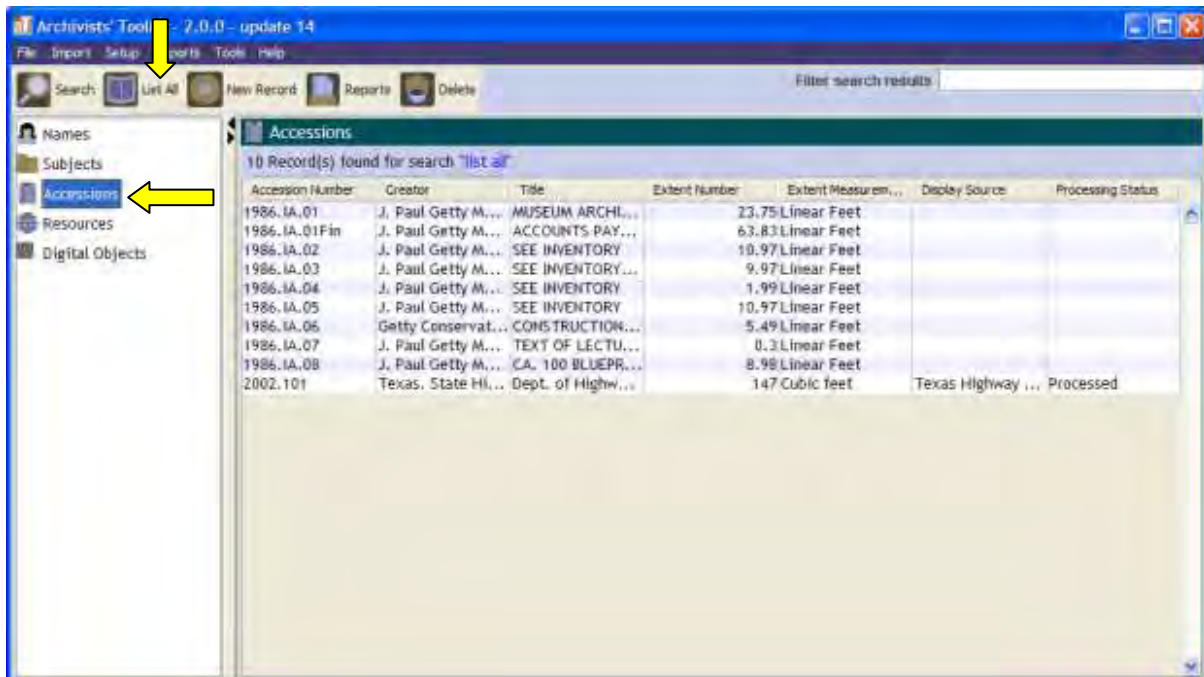 Archivists' Toolkit - 2.0.0 - update 14
File Import Setup Reports Tools Help
Search List All New Record Reports Delete Filter search results
Names
Subjects
Accessions
Resources
Digital Objects
Accessions
10 Record(s) found for search "list all"
Accession Number Creator Title Extent Number Extent Measurem... Display Source Processing Status
1986.IA.01 J. Paul Getty M... MUSEUM ARCHI... 23.75 Linear Feet
1986.IA.01Fin J. Paul Getty M... ACCOUNTS PAY... 63.83 Linear Feet
1986.IA.02 J. Paul Getty M... SEE INVENTORY 10.97 Linear Feet
1986.IA.03 J. Paul Getty M... SEE INVENTORY... 9.97 Linear Feet
1986.IA.04 J. Paul Getty M... SEE INVENTORY 1.99 Linear Feet
1986.IA.05 J. Paul Getty M... SEE INVENTORY 10.97 Linear Feet
1986.IA.06 Getty Conservat... CONSTRUCTION... 5.49 Linear Feet
1986.IA.07 J. Paul Getty M... TEXT OF LECTU... 0.3 Linear Feet
1986.IA.08 J. Paul Getty M... CA. 100 BLUEPR... 8.98 Linear Feet
2002.101 Texas. State Hi... Dept. of Highw... 147 Cubic feet Texas Highway ... Processed